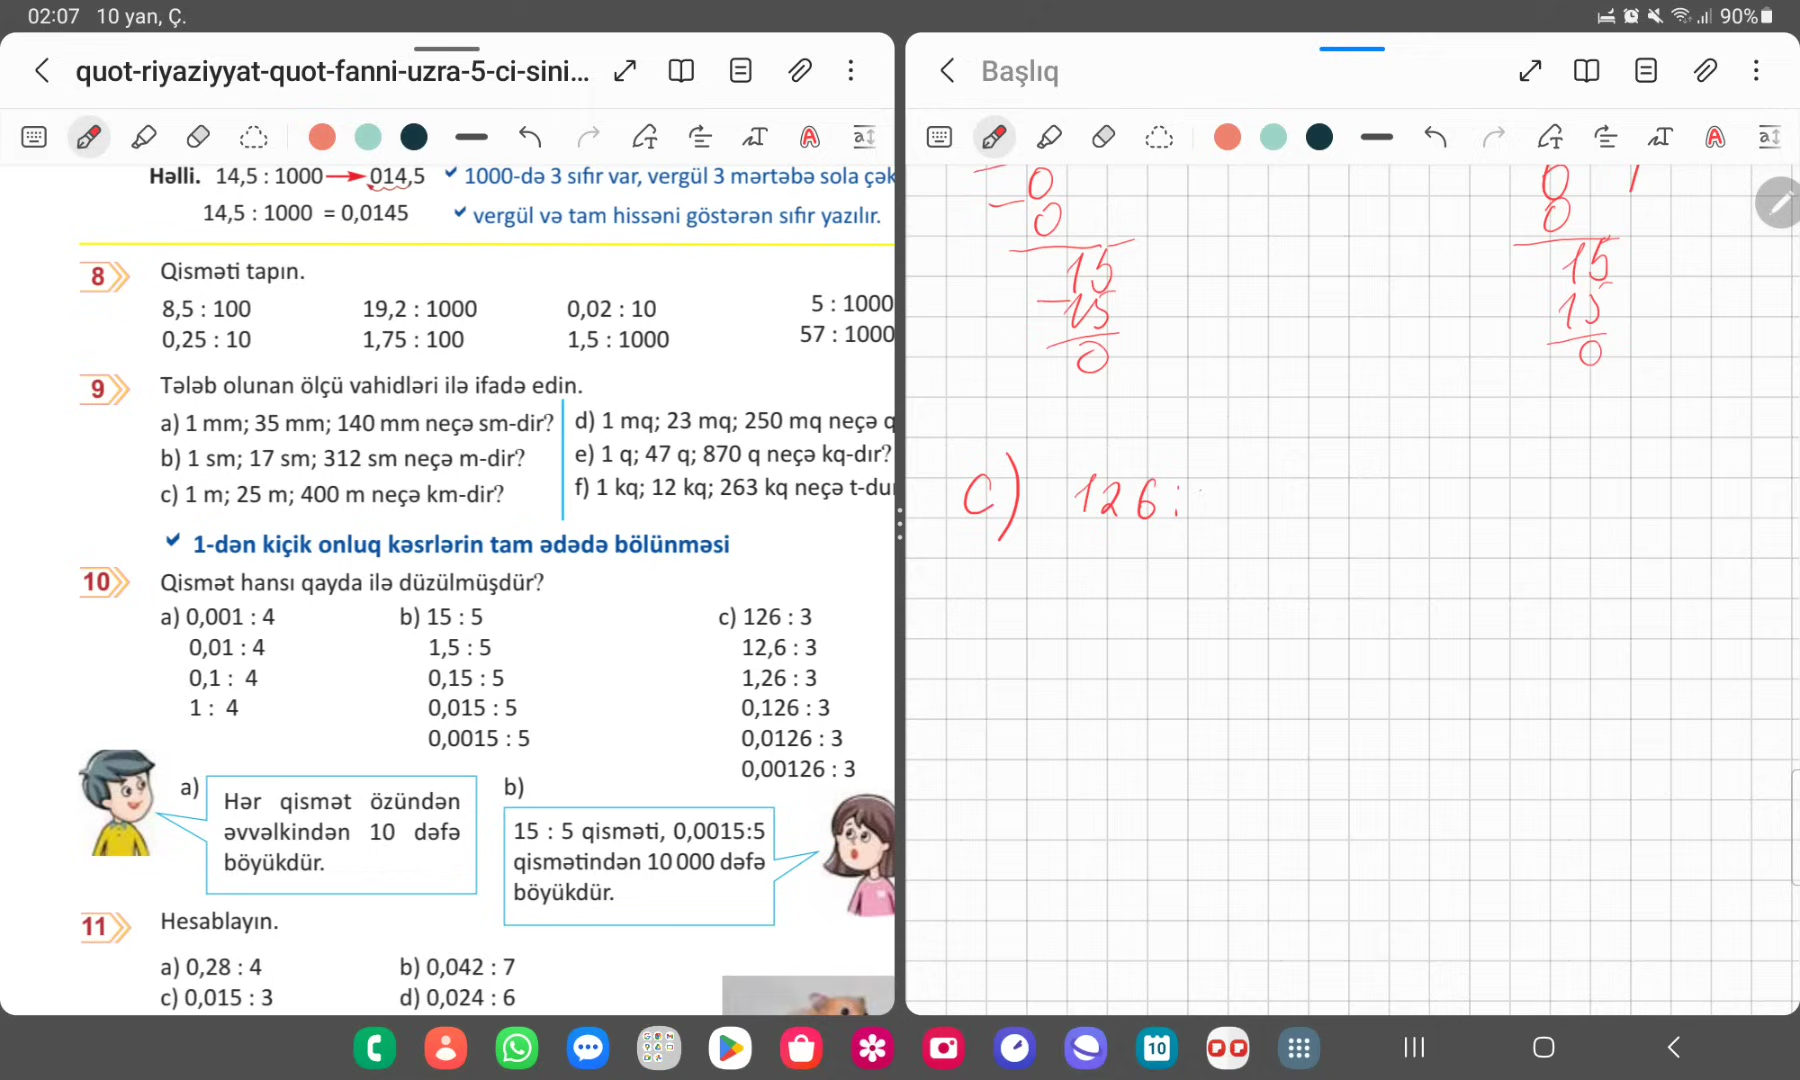 02:07 10 yan, Ç. 90%
quot-riyaziyyat-quot-fanni-uzra-5-ci-sini...
Həlli. 14,5 : 1000 → 014,5 ✔ 1000-də 3 sıfır var, vergül 3 mərtəbə sola çək
14,5 : 1000 = 0,0145 ✔ vergül və tam hissəni göstərən sıfır yazılır.
8 Qisməti tapın.
8,5 : 100 19,2 : 1000 0,02 : 10 5 : 1000
0,25 : 10 1,75 : 100 1,5 : 1000 57 : 1000
9 Tələb olunan ölçü vahidləri ilə ifadə edin.
a) 1 mm; 35 mm; 140 mm neçə sm-dir?
b) 1 sm; 17 sm; 312 sm neçə m-dir?
c) 1 m; 25 m; 400 m neçə km-dir?
d) 1 mq; 23 mq; 250 mq neçə q
e) 1 q; 47 q; 870 q neçə kq-dır?
f) 1 kq; 12 kq; 263 kq neçə t-du
✔ 1-dən kiçik onluq kəsrlərin tam ədədə bölünməsi
10 Qismət hansı qayda ilə düzülmüşdür?
a) 0,001 : 4
0,01 : 4
0,1 : 4
1 : 4
b) 15 : 5
1,5 : 5
0,15 : 5
0,015 : 5
0,0015 : 5
c) 126 : 3
12,6 : 3
1,26 : 3
0,126 : 3
0,0126 : 3
0,00126 : 3
a)
Hər qismət özündən
əvvəlkindən 10 dəfə
böyükdür.
b)
15 : 5 qisməti, 0,0015:5
qismətindən 10 000 dəfə
böyükdür.
11 Hesablayın.
a) 0,28 : 4 b) 0,042 : 7
c) 0,015 : 3 d) 0,024 : 6
Başlıq
0
0
15
15
0
0
0
15
15
0
c) 126 :
10